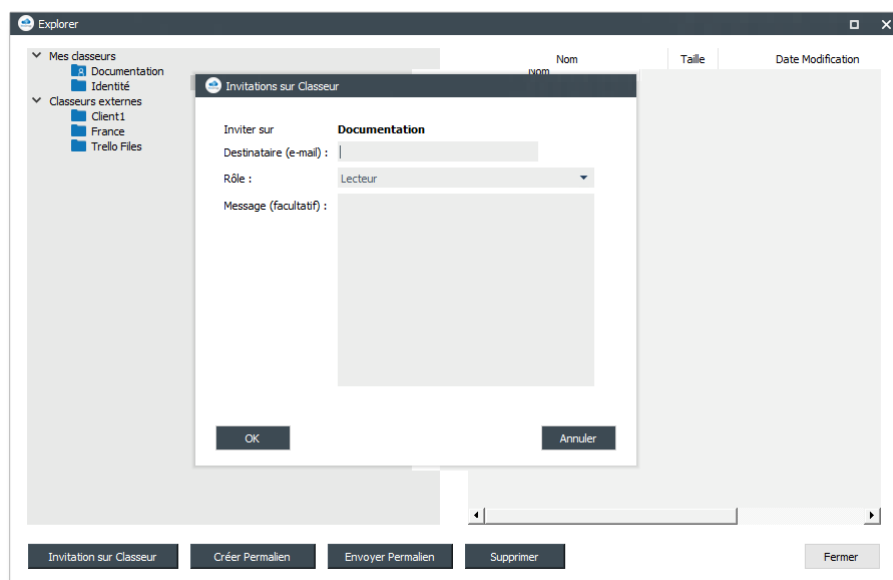 Explorer
Mes classeurs
Documentation
Identité
Classeurs externes
Client1
France
Trello Files
Nom Taille Date Modification
Nom
Invitations sur Classeur
Inviter sur Documentation
Destinataire (e-mail) :
Rôle : Lecteur
Message (facultatif) :
OK Annuler
Invitation sur Classeur Créer Permalien Envoyer Permalien Supprimer Fermer